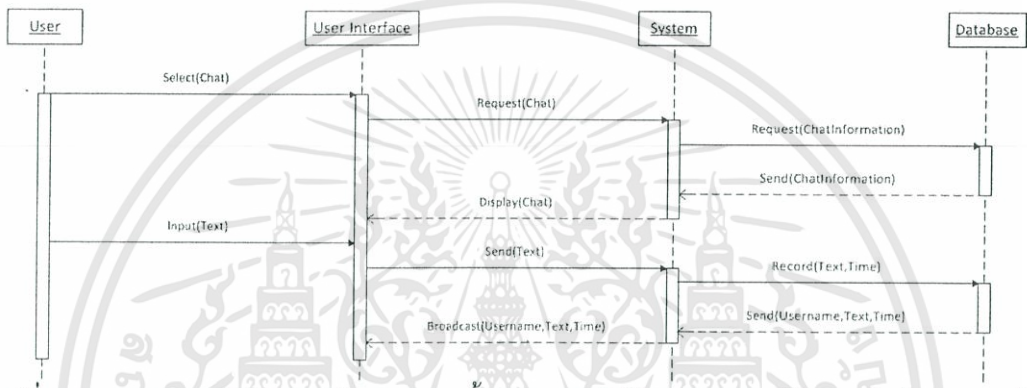 User
User Interface
System
Database
Select(Chat)
Request(Chat)
Request(ChatInformation)
Send(ChatInformation)
Display(Chat)
Input(Text)
Send(Text)
Record(Text,Time)
Send(Username,Text,Time)
Broadcast(Username,Text,Time)